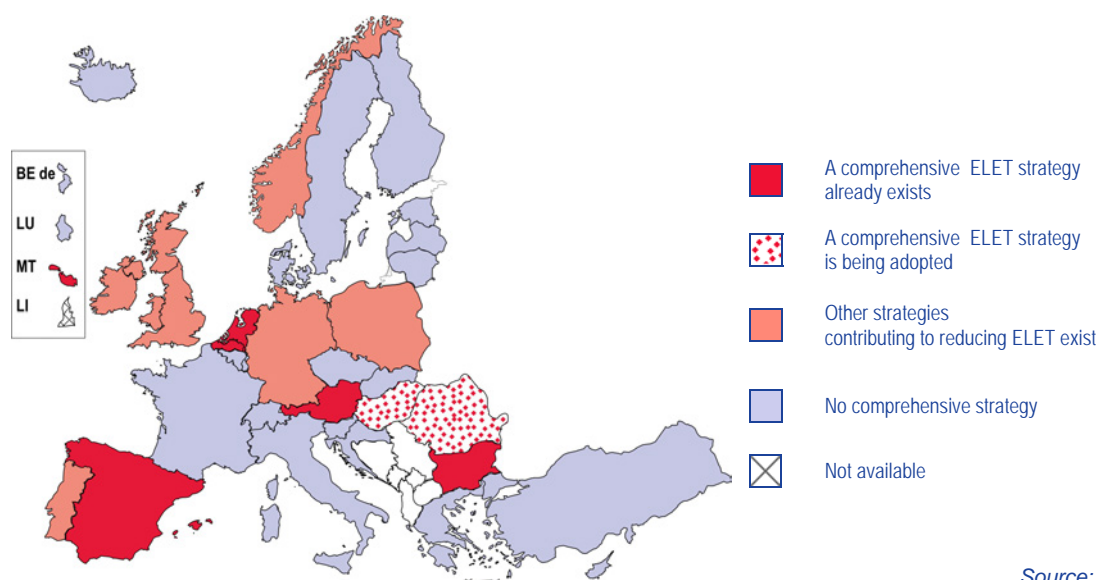 BE de
LU
MT
LI
A comprehensive ELET strategy
already exists
A comprehensive ELET strategy
is being adopted
Other strategies
contributing to reducing ELET exist
No comprehensive strategy
Not available
Source: